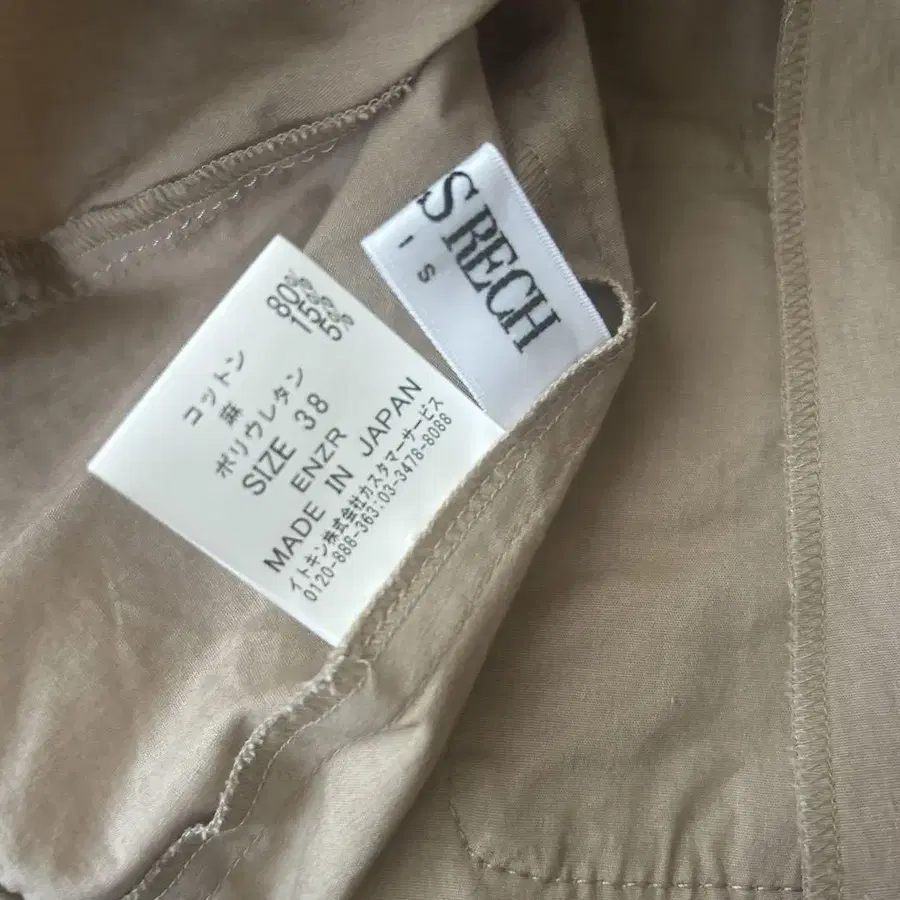 80%
15%
5%
コットン
麻
ポリウレタン
SIZE 38
ENZR
MADE IN JAPAN
イトキン株式会社カスタマーサービス
0120-888-363:03-3478-8088
S RECH
I
S